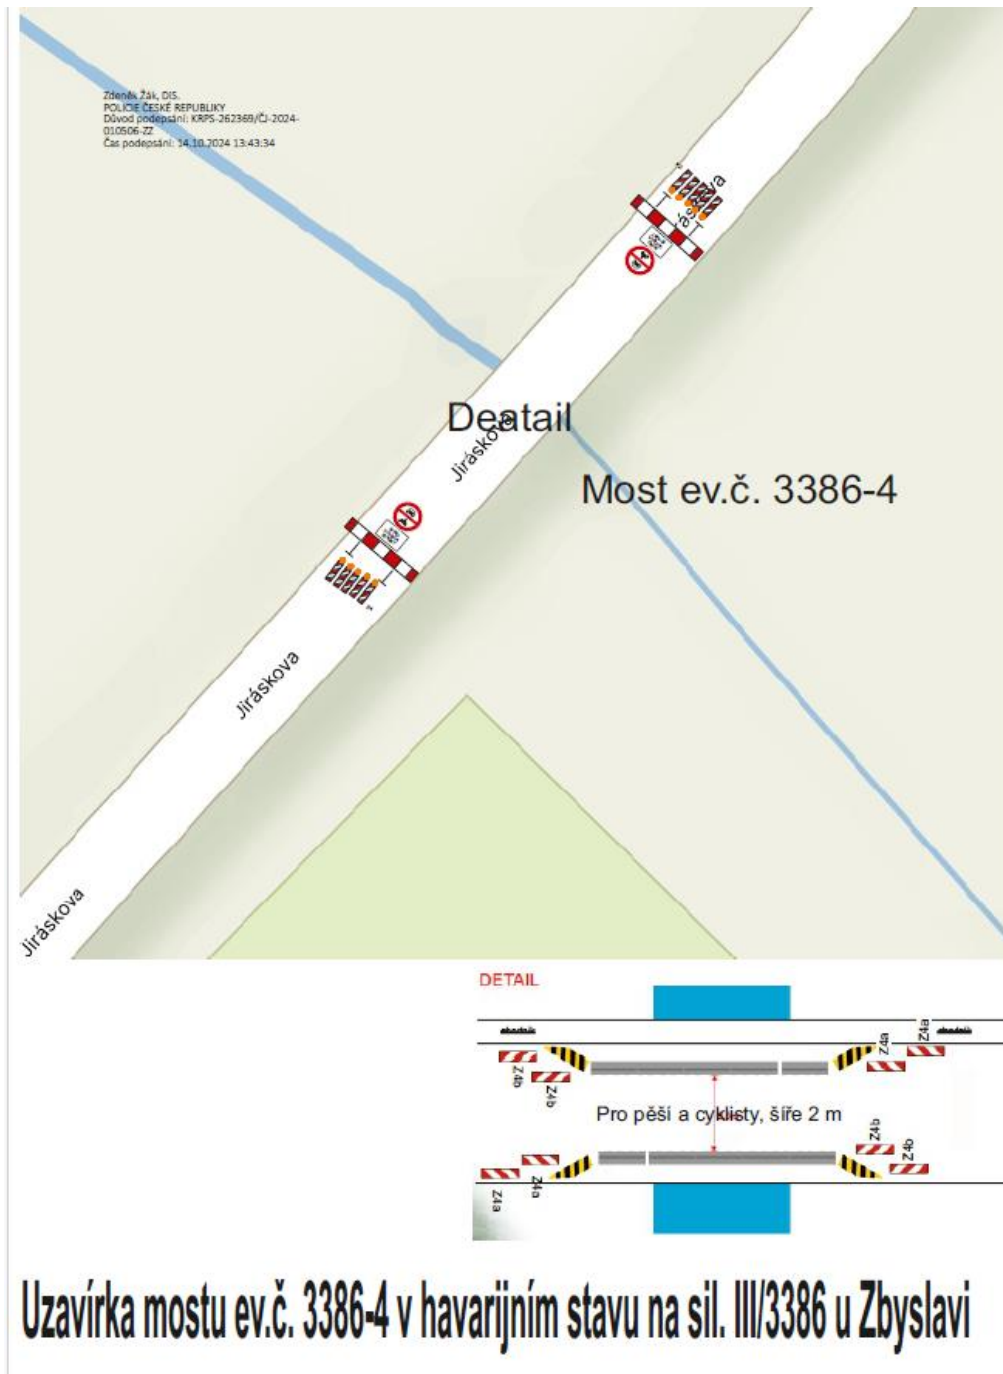 Zdeněk Žák, DiS.
POLICIE ČESKÉ REPUBLIKY
Důvod podepsání: KRPS-262369/ČJ-2024-
010506-ZZ
Čas podepsání: 14.10.2024 13:43:34
Deatail
Jiráskova
Most ev.č. 3386-4
Jiráskova
Jiráskova
DETAIL
chodník
chodník
Z4a
Z4a
Z4b
Z4b
Pro pěší a cyklisty, šíře 2 m
Z4b
Z4b
Z4a
Z4a
Uzavírka mostu ev.č. 3386-4 v havarijním stavu na sil. III/3386 u Zbyslavi